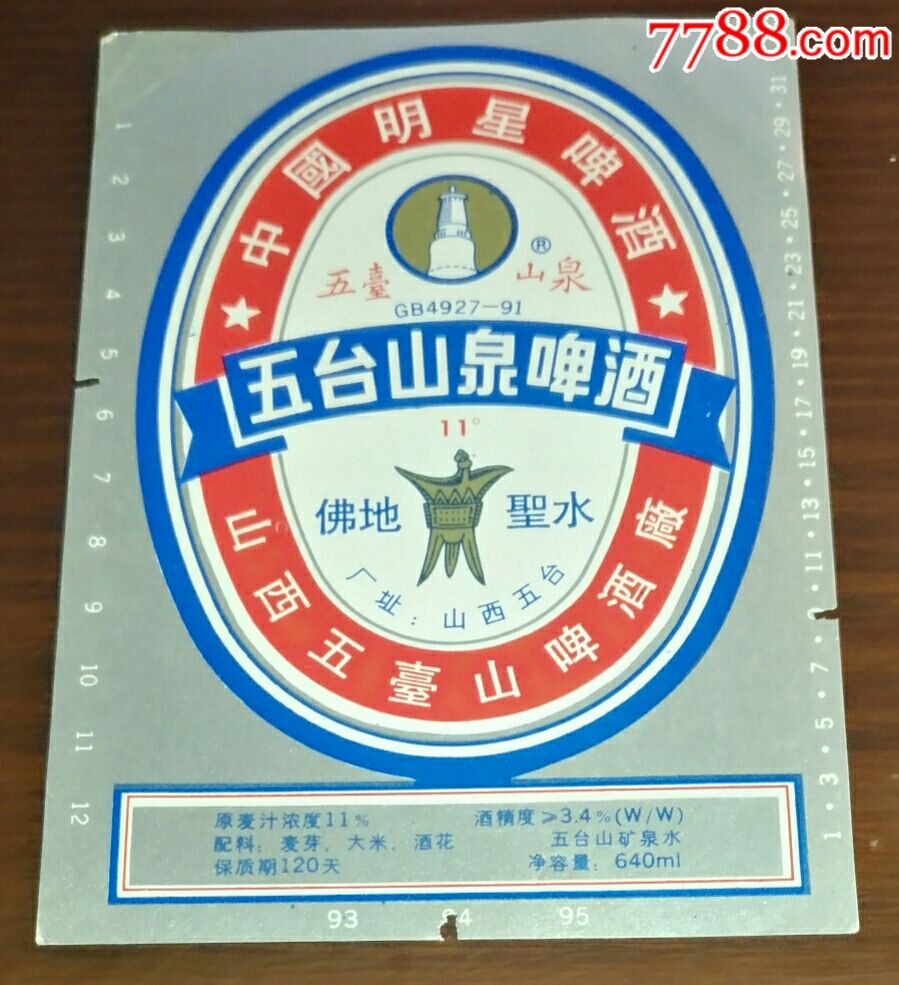 7788.com
中國明星啤酒
五臺 山泉 ®
GB4927-91
五台山泉啤酒
11°
佛地 聖水
厂址：山西五台
山西五臺山啤酒廠
原麦汁浓度11% 酒精度≥3.4%(W/W)
配料：麦芽、大米、酒花 五台山矿泉水
保质期120天 净容量：640ml
1 2 3 4 5 6 7 8 9 10 11 12
1·3·5·7·9·11·13·15·17·19·21·23·25·27·29·31
93 94 95